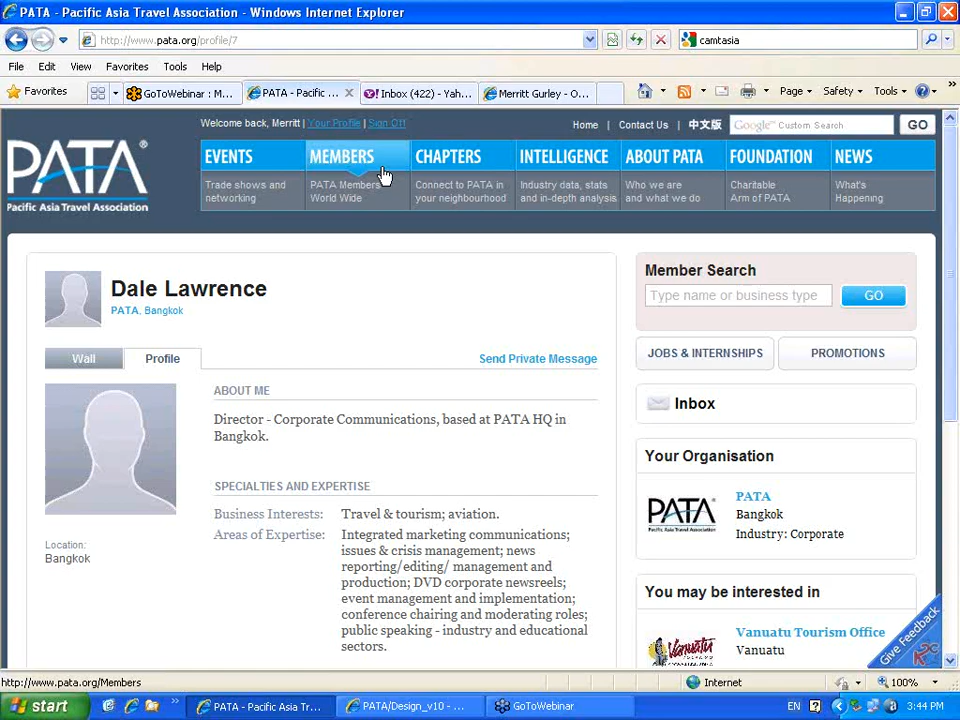 PATA - Pacific Asia Travel Association - Windows Internet Explorer
http://www.pata.org/profile/7
camtasia
File Edit View Favorites Tools Help
Favorites
GoToWebinar : M...
PATA - Pacific ...
Inbox (422) - Yah...
Merritt Gurley - O...
Page
Safety
Tools
Welcome back, Merritt | Your Profile | Sign Off
Home | Contact Us | 中文版
Google™ Custom Search
GO
PATA
Pacific Asia Travel Association
EVENTS
Trade shows and
networking
MEMBERS
PATA Members
World Wide
CHAPTERS
Connect to PATA in
your neighbourhood
INTELLIGENCE
Industry data, stats
and in-depth analysis
ABOUT PATA
Who we are
and what we do
FOUNDATION
Charitable
Arm of PATA
NEWS
What's
Happening
Dale Lawrence
PATA, Bangkok
Wall
Profile
Send Private Message
ABOUT ME
Director - Corporate Communications, based at PATA HQ in
Bangkok.
SPECIALTIES AND EXPERTISE
Business Interests: Travel & tourism; aviation.
Areas of Expertise: Integrated marketing communications;
issues & crisis management; news
reporting/editing/ management and
production; DVD corporate newsreels;
event management and implementation;
conference chairing and moderating roles;
public speaking - industry and educational
sectors.
Location:
Bangkok
Member Search
Type name or business type
GO
JOBS & INTERNSHIPS
PROMOTIONS
Inbox
Your Organisation
PATA
Pacific Asia Travel Association
PATA
Bangkok
Industry: Corporate
You may be interested in
Vanuatu
Vanuatu Tourism Office
Vanuatu
Give Feedback
http://www.pata.org/Members
Internet
100%
start
PATA - Pacific Asia Tr...
PATA/Design_v10 - ...
GoToWebinar
EN
3:44 PM